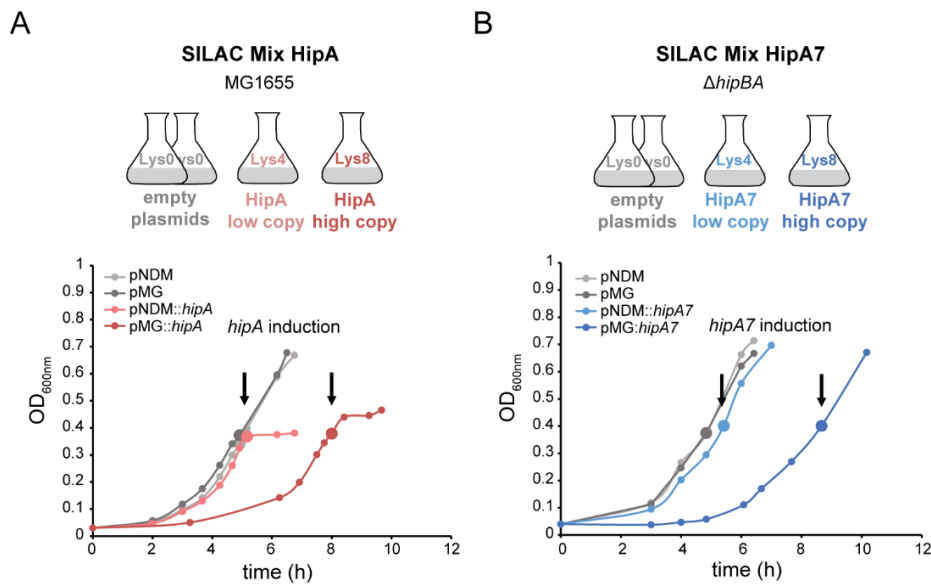 A
SILAC Mix HipA
MG1655
Lys0 ys0 Lys4 Lys8
empty plasmids
HipA low copy
HipA high copy
pNDM
pMG
pNDM::hipA
pMG::hipA
hipA induction
OD600nm
1
0.9
0.8
0.7
0.6
0.5
0.4
0.3
0.2
0.1
0
0 2 4 6 8 10 12
time (h)
B
SILAC Mix HipA7
ΔhipBA
Lys0 ys0 Lys4 Lys8
empty plasmids
HipA7 low copy
HipA7 high copy
pNDM
pMG
pNDM::hipA7
pMG:hipA7
hipA7 induction
OD600nm
1
0.9
0.8
0.7
0.6
0.5
0.4
0.3
0.2
0.1
0
0 2 4 6 8 10 12
time (h)